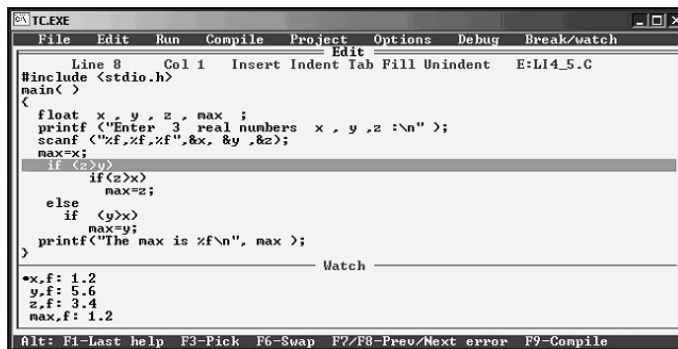 TC.EXE
File Edit Run Compile Project Options Debug Break/watch
Edit
Line 8 Col 1 Insert Indent Tab Fill Unindent E:LI4_5.C
#include <stdio.h>
main( )
{
float x , y , z , max ;
printf ("Enter 3 real numbers x , y ,z :\n" );
scanf ("%f,%f,%f",&x, &y ,&z);
max=x;
if (z>y)
if(z>x)
max=z;
else
if (y>x)
max=y;
printf("The max is %f\n", max );
}
Watch
•x,f: 1.2
y,f: 5.6
z,f: 3.4
max,f: 1.2
Alt: F1-Last help F3-Pick F6-Swap F7/F8-Prev/Next error F9-Compile